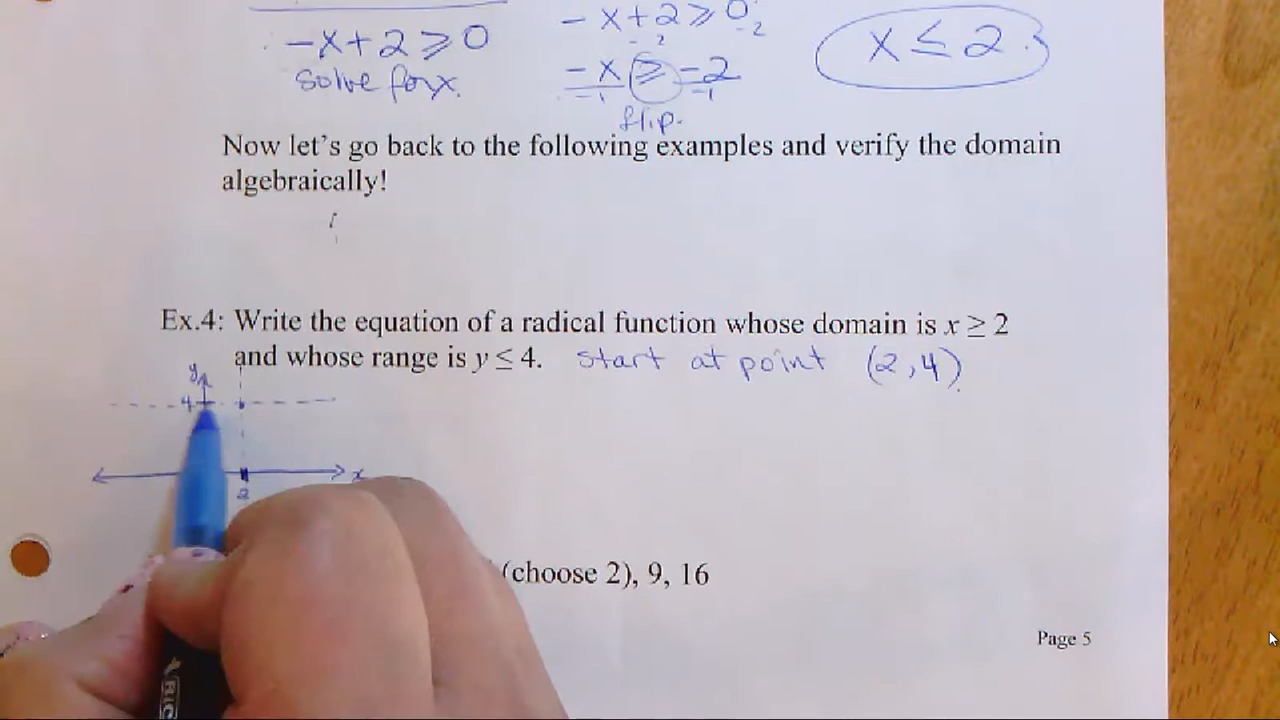 -x+2≥0
solve for x.
-x+2≥0
-2 -2
-x ≥ -2
-1 -1
flip.
x ≤ 2
Now let's go back to the following examples and verify the domain
algebraically!
Ex.4: Write the equation of a radical function whose domain is x ≥ 2
and whose range is y ≤ 4. start at point (2,4)
y
4
x
2
(choose 2), 9, 16
Page 5
BIC